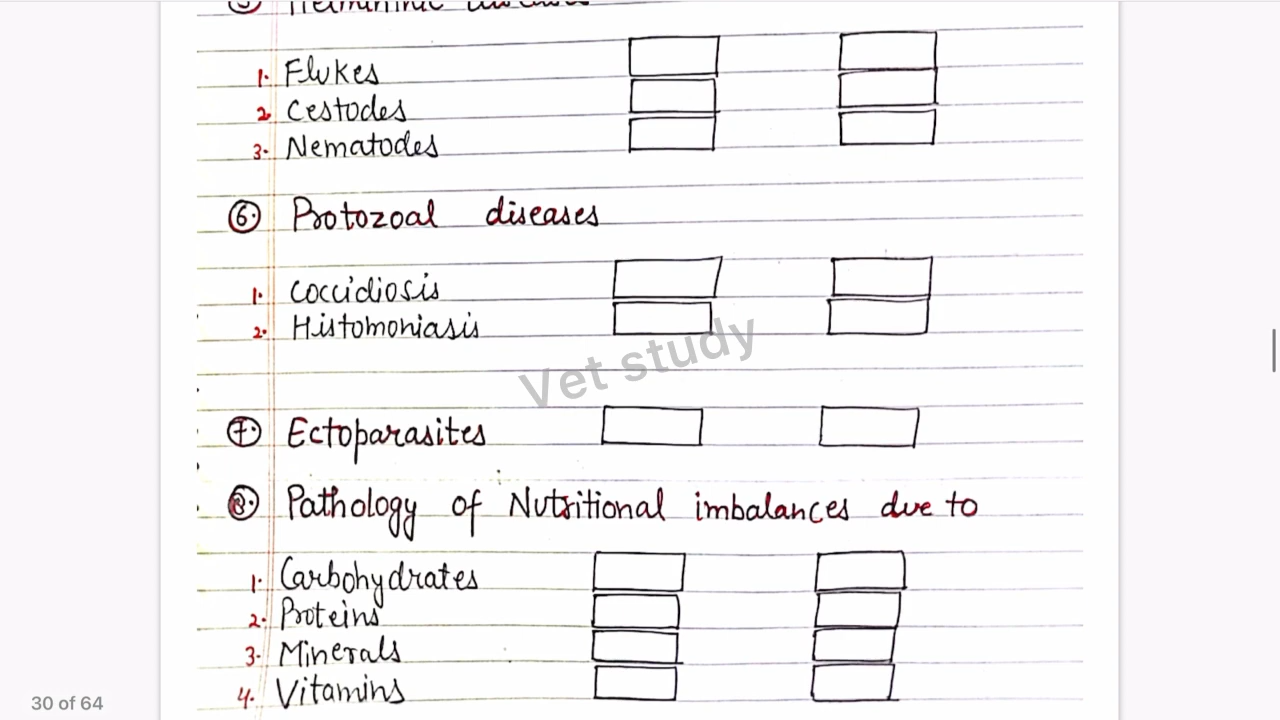 1. Flukes
2. Cestodes
3. Nematodes
6. Protozoal diseases
1. Coccidiosis
2. Histomoniasis
Vet study
7. Ectoparasites
8. Pathology of Nutritional imbalances due to
1. Carbohydrates
2. Proteins
3. Minerals
4. Vitamins
30 of 64